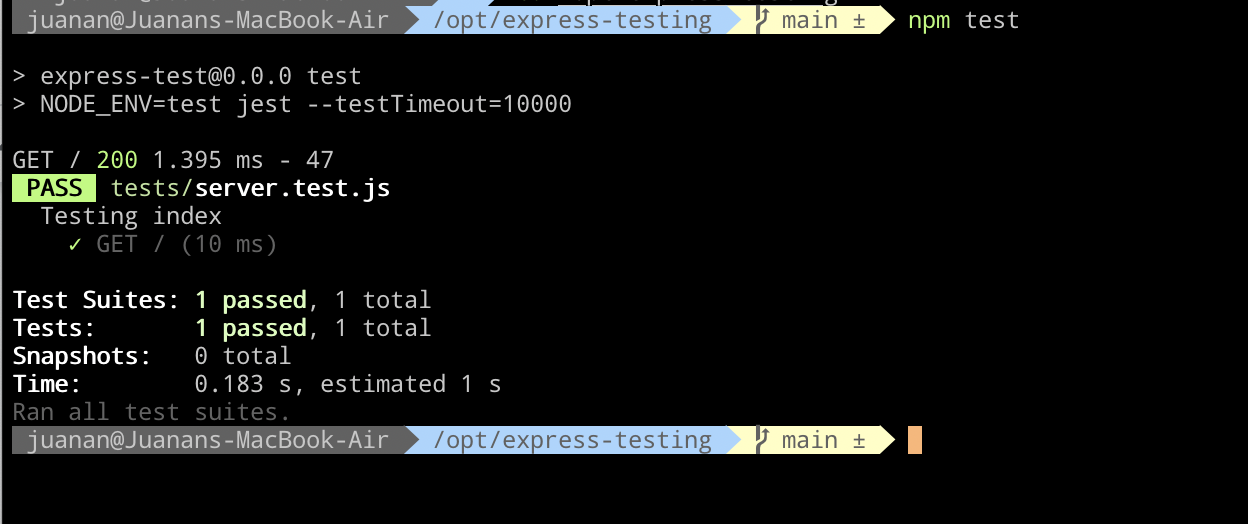 juanan@Juanans-MacBook-Air /opt/express-testing main ± npm test
> express-test@0.0.0 test
> NODE_ENV=test jest --testTimeout=10000
GET / 200 1.395 ms - 47
PASS tests/server.test.js
Testing index
✓ GET / (10 ms)
Test Suites: 1 passed, 1 total
Tests: 1 passed, 1 total
Snapshots: 0 total
Time: 0.183 s, estimated 1 s
Ran all test suites.
juanan@Juanans-MacBook-Air /opt/express-testing main ±